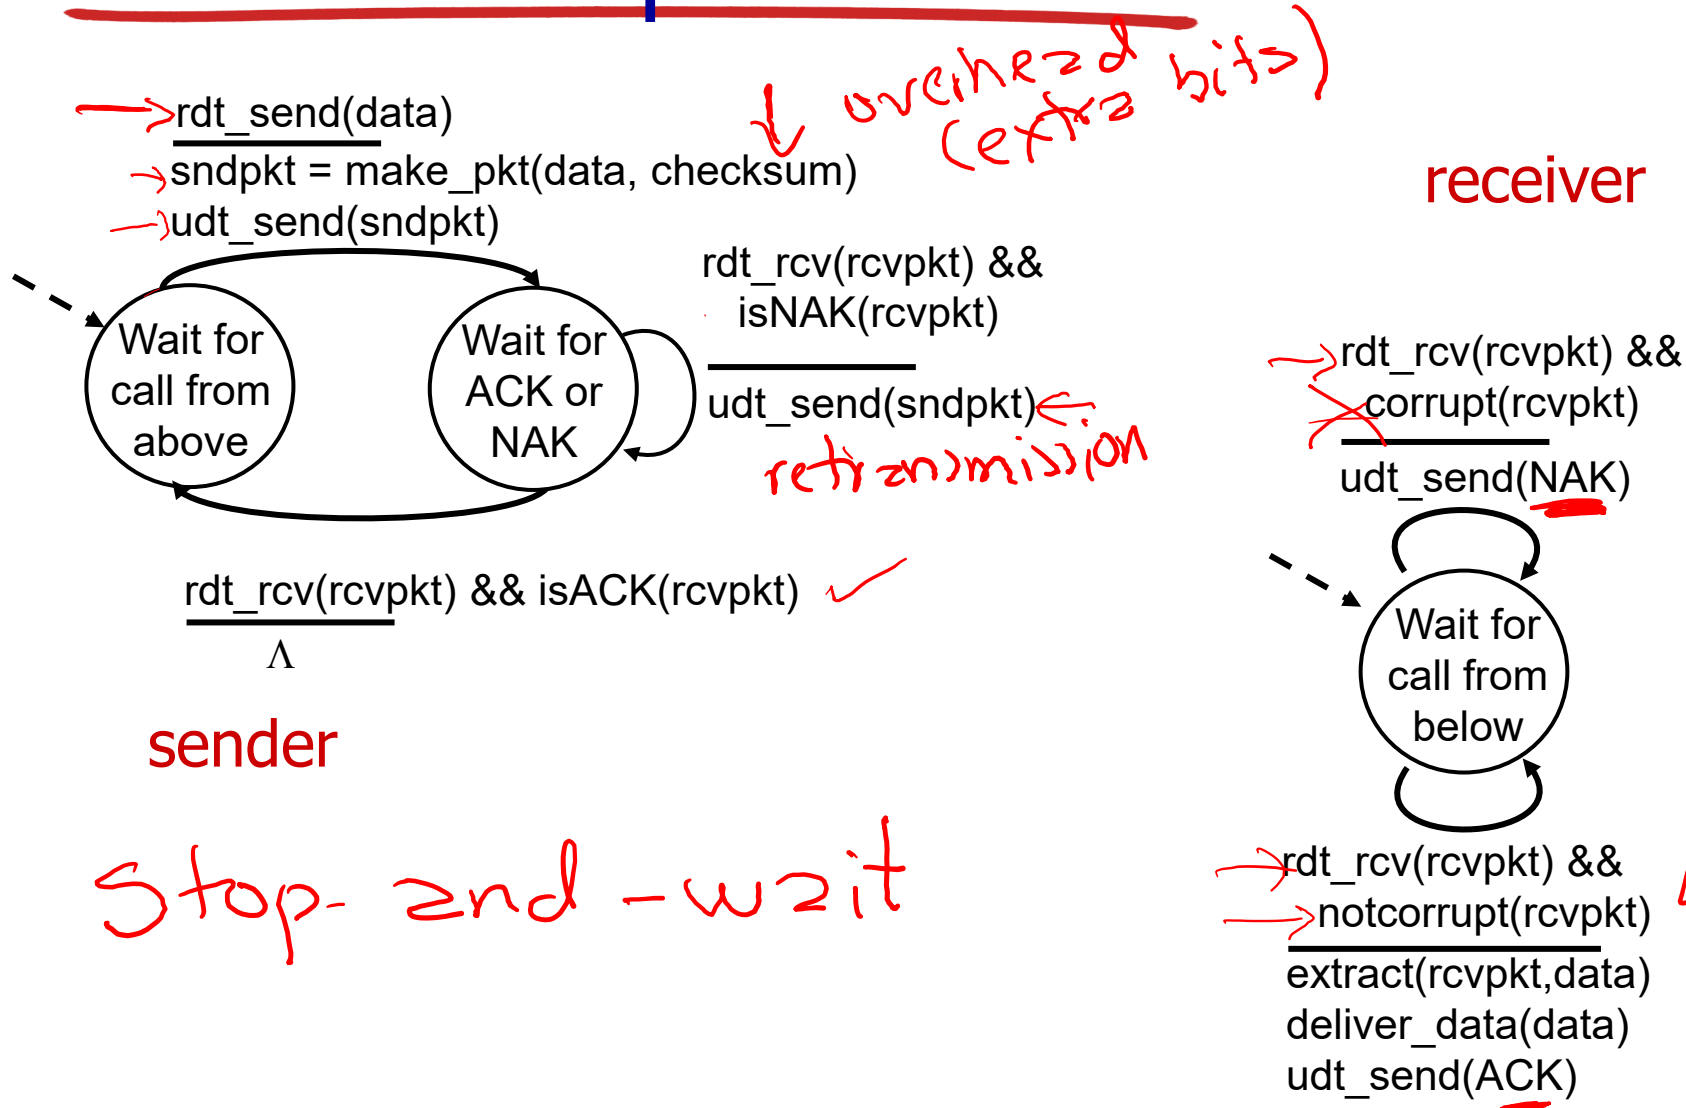 overhead
(extra bits)
rdt_send(data)
sndpkt = make_pkt(data, checksum)
udt_send(sndpkt)
Wait for
call from
above
Wait for
ACK or
NAK
rdt_rcv(rcvpkt) &&
isNAK(rcvpkt)
udt_send(sndpkt)
retransmission
rdt_rcv(rcvpkt) && isACK(rcvpkt)
Λ
sender
stop-and-wait
receiver
rdt_rcv(rcvpkt) &&
corrupt(rcvpkt)
udt_send(NAK)
Wait for
call from
below
rdt_rcv(rcvpkt) &&
notcorrupt(rcvpkt)
extract(rcvpkt,data)
deliver_data(data)
udt_send(ACK)